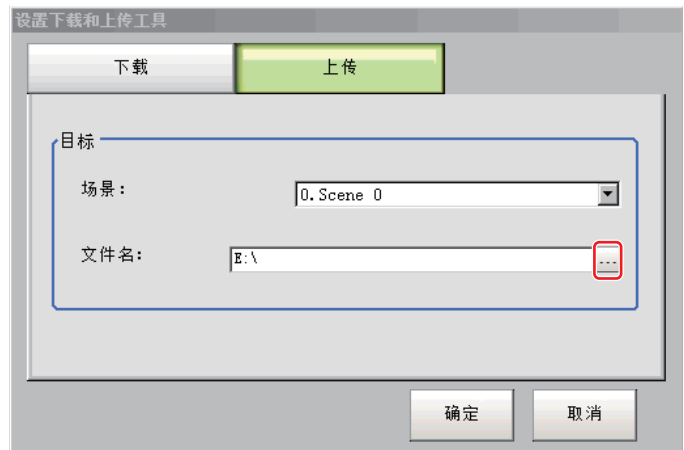 设置下载和上传工具
下载 上传
目标
场景: 0.Scene 0
文件名: E:\ ...
确定 取消